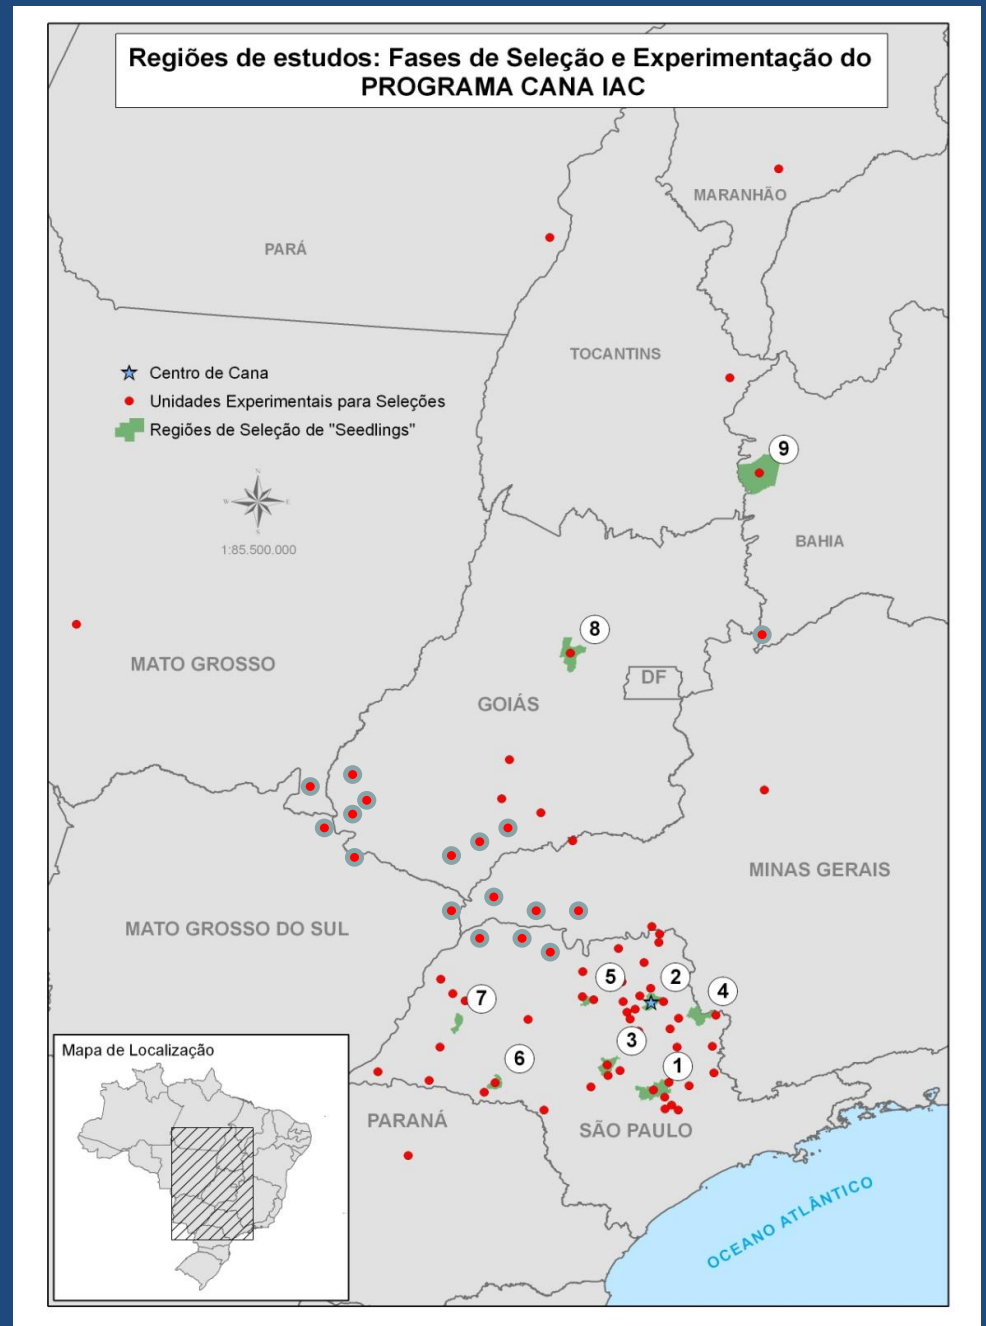 Regiões de estudos: Fases de Seleção e Experimentação do
PROGRAMA CANA IAC
MARANHÃO
PARÁ
TOCANTINS
Centro de Cana
Unidades Experimentais para Seleções
Regiões de Seleção de "Seedlings"
9
N
W
E
S
1:85.500.000
BAHIA
8
MATO GROSSO
DF
GOIÁS
MINAS GERAIS
MATO GROSSO DO SUL
5
2
4
7
3
6
1
Mapa de Localização
PARANÁ
SÃO PAULO
OCEANO ATLÂNTICO